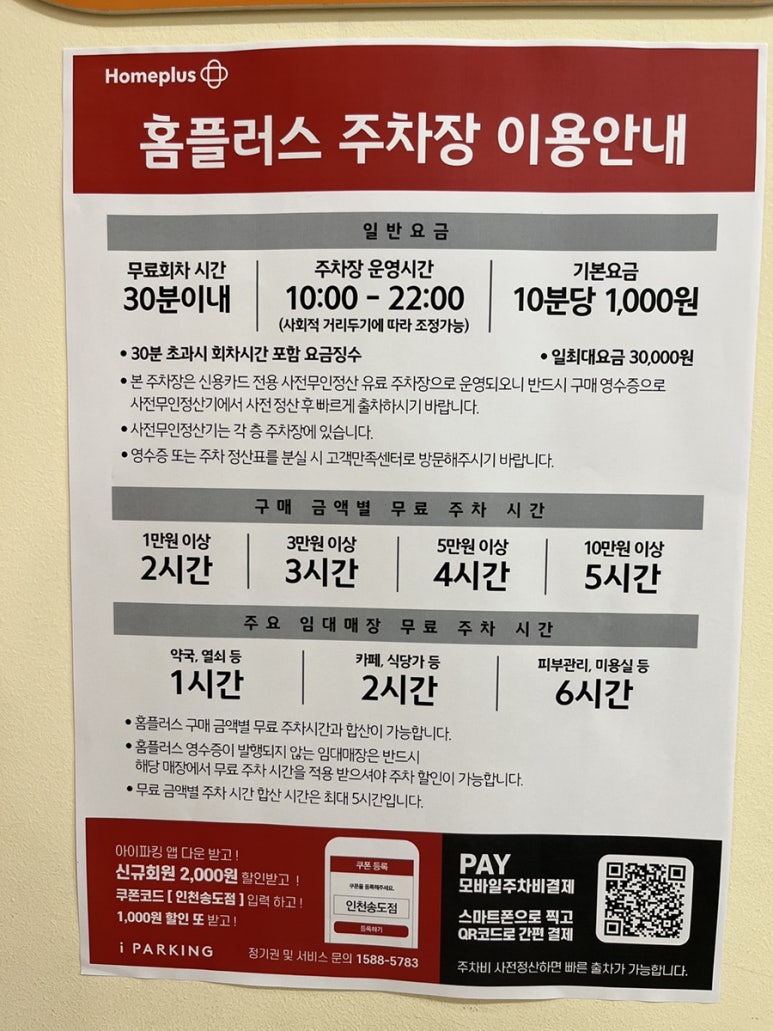 Homeplus
홈플러스 주차장 이용안내
일반요금
무료회차 시간
30분이내
주차장 운영시간
10:00 - 22:00
(사회적 거리두기에 따라 조정가능)
기본요금
10분당 1,000원
• 30분 초과시 회차시간 포함 요금징수
• 일최대요금 30,000원
• 본 주차장은 신용카드 전용 사전무인정산 유료 주차장으로 운영되오니 반드시 구매 영수증으로
사전무인정산기에서 사전 정산 후 빠르게 출차하시기 바랍니다.
• 사전무인정산기는 각 층 주차장에 있습니다.
• 영수증 또는 주차 정산표를 분실 시 고객만족센터로 방문해주시기 바랍니다.
구매 금액별 무료 주차 시간
1만원 이상
2시간
3만원 이상
3시간
5만원 이상
4시간
10만원 이상
5시간
주요 임대매장 무료 주차 시간
약국, 열쇠 등
1시간
카페, 식당가 등
2시간
피부관리, 미용실 등
6시간
• 홈플러스 구매 금액별 무료 주차시간과 합산이 가능합니다.
• 홈플러스 영수증이 발행되지 않는 임대매장은 반드시
해당 매장에서 무료 주차 시간을 적용 받으셔야 주차 할인이 가능합니다.
• 무료 금액별 주차 시간 합산 시간은 최대 5시간입니다.
아이파킹 앱 다운 받고 !
신규회원 2,000원 할인받고 !
쿠폰코드 [ 인천송도점 ] 입력 하고 !
1,000원 할인 또 받고 !
i PARKING
쿠폰 등록
쿠폰을 등록해주세요.
인천송도점
등록하기
정기권 및 서비스 문의 1588-5783
PAY
모바일주차비결제
스마트폰으로 찍고
QR코드로 간편 결제
주차비 사전정산하면 빠른 출차가 가능합니다.